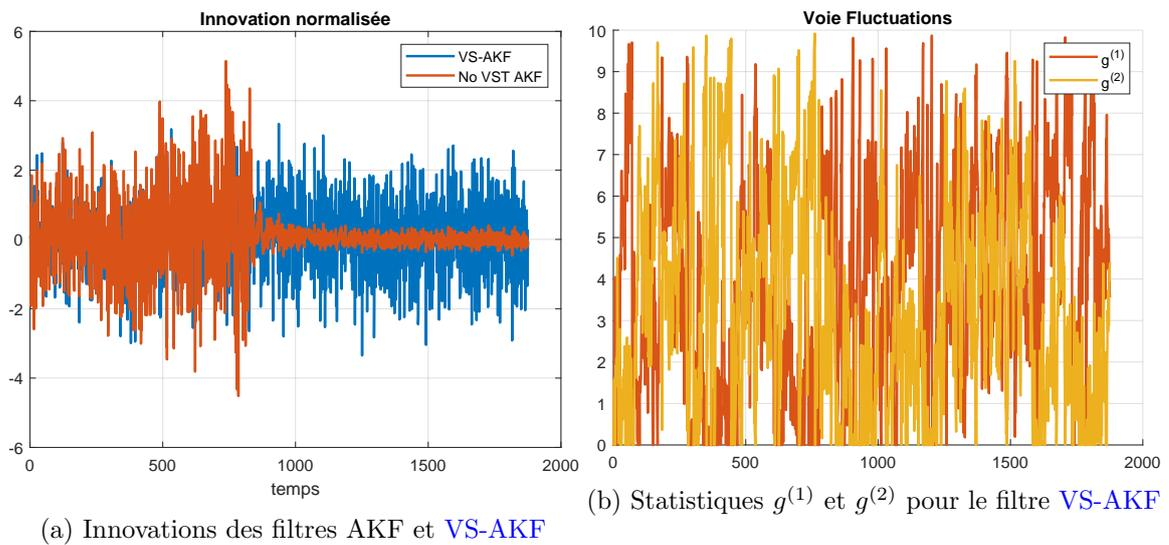 Innovation normalisée
6
4
2
0
-2
-4
-6
0 500 1000 1500 2000
temps
VS-AKF
No VST AKF
(a) Innovations des filtres AKF et VS-AKF
Voie Fluctuations
10
9
8
7
6
5
4
3
2
1
0
0 500 1000 1500 2000
g(1)
g(2)
(b) Statistiques g(1) et g(2) pour le filtre VS-AKF